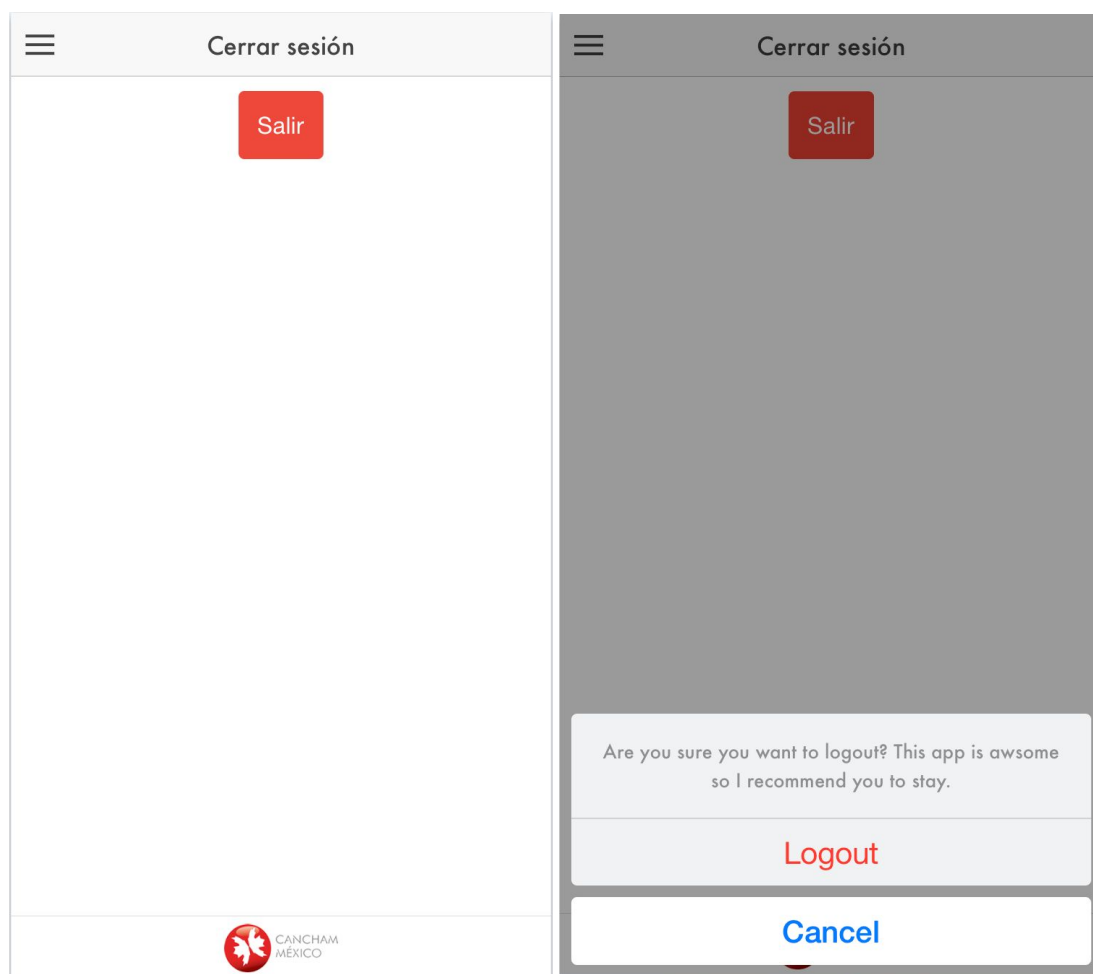 Cerrar sesión
Salir
CANCHAM
MÉXICO
Cerrar sesión
Salir
Are you sure you want to logout? This app is awsome
so I recommend you to stay.
Logout
Cancel